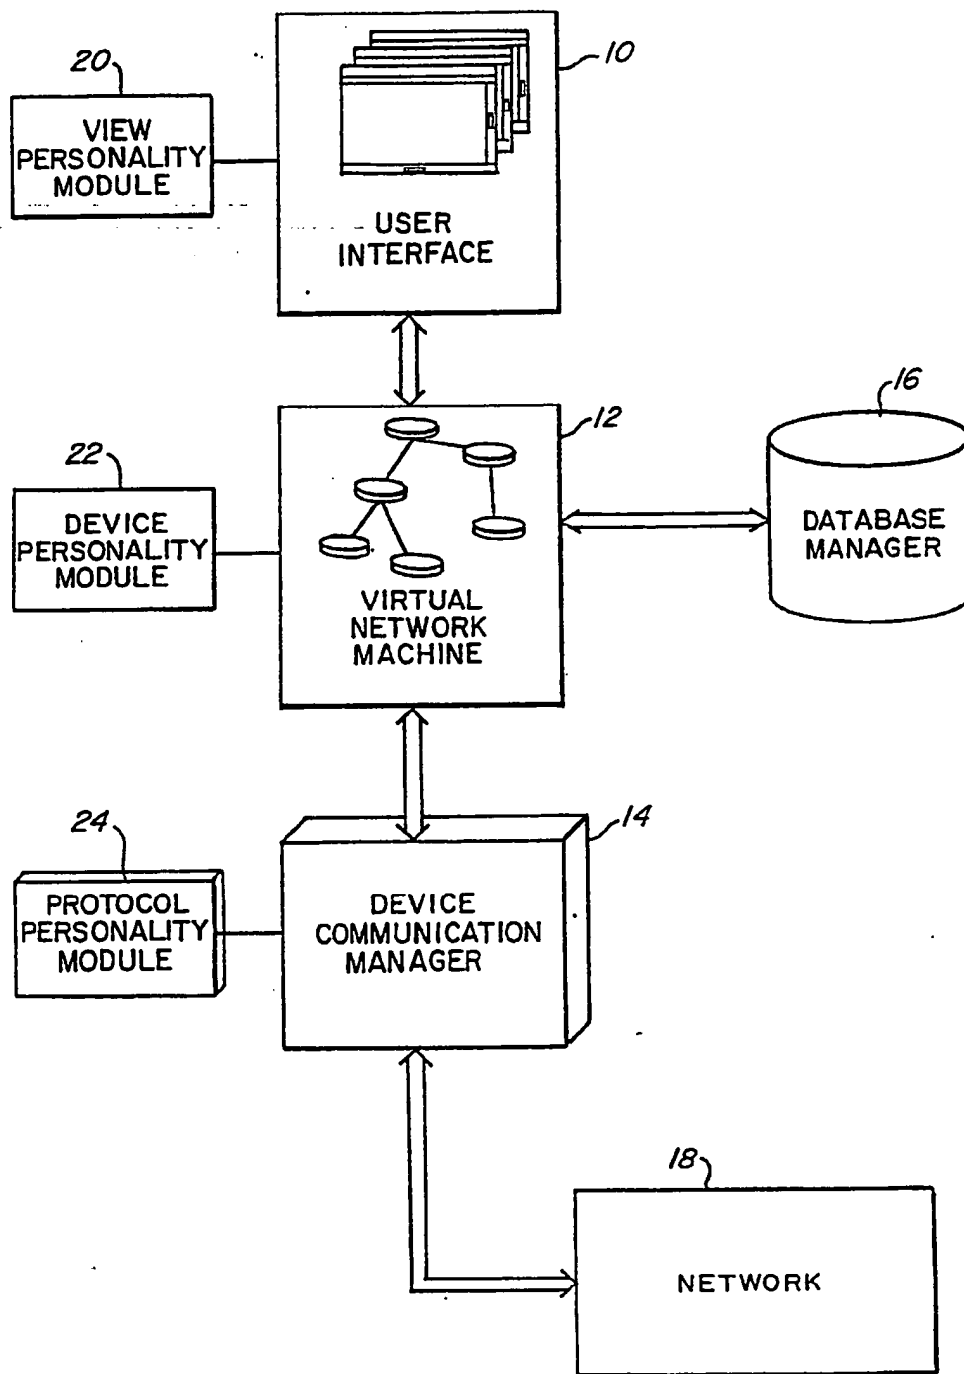 20
10
VIEW
PERSONALITY
MODULE
USER
INTERFACE
16
12
22
DEVICE
PERSONALITY
MODULE
DATABASE
MANAGER
VIRTUAL
NETWORK
MACHINE
24
14
PROTOCOL
PERSONALITY
MODULE
DEVICE
COMMUNICATION
MANAGER
18
NETWORK